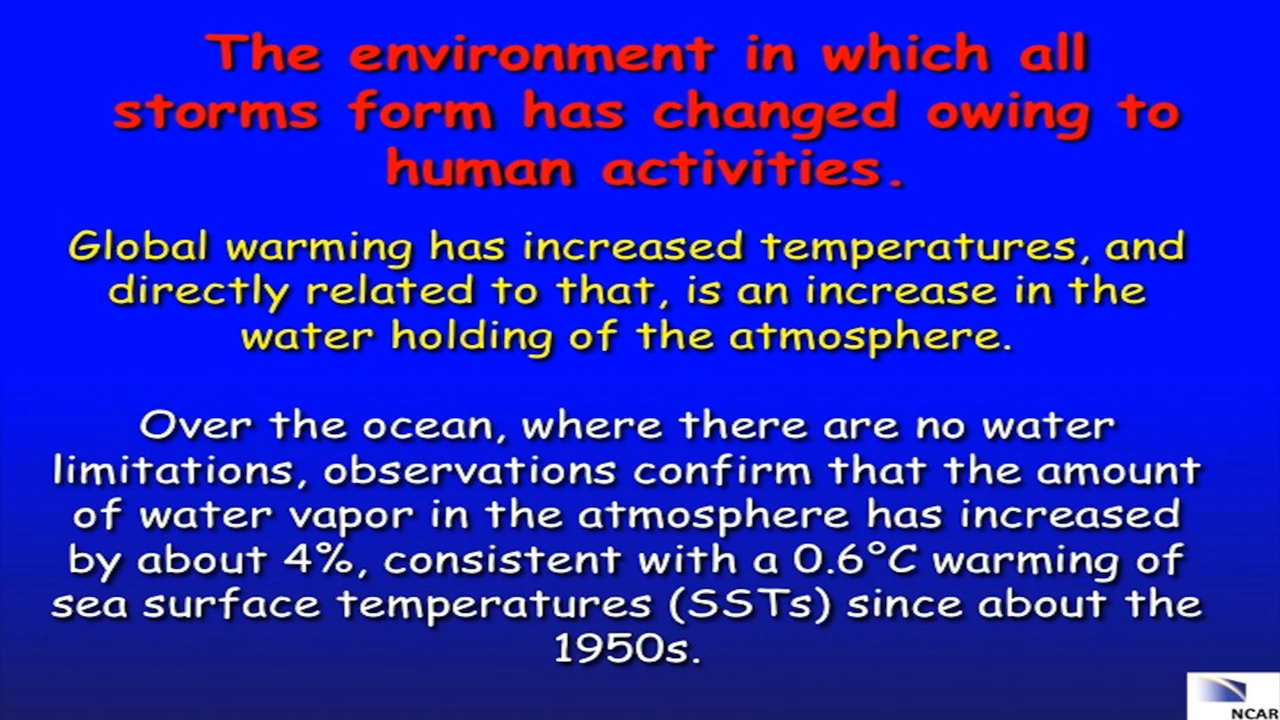 The environment in which all
storms form has changed owing to
human activities.
Global warming has increased temperatures, and
directly related to that, is an increase in the
water holding of the atmosphere.
Over the ocean, where there are no water
limitations, observations confirm that the amount
of water vapor in the atmosphere has increased
by about 4%, consistent with a 0.6°C warming of
sea surface temperatures (SSTs) since about the
1950s.
NCAR